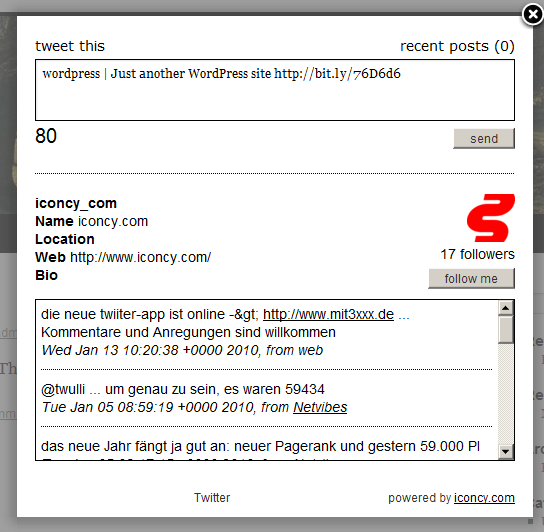 tweet this
recent posts (0)
wordpress | Just another WordPress site http://bit.ly/76D6d6
80
send
iconcy_com
Name iconcy.com
Location
Web http://www.iconcy.com/
Bio
17 followers
follow me
die neue twiiter-app ist online -&gt; http://www.mit3xxx.de ...
Kommentare und Anregungen sind willkommen
Wed Jan 13 10:20:38 +0000 2010, from web
@twulli ... um genau zu sein, es waren 59434
Tue Jan 05 08:59:19 +0000 2010, from Netvibes
das neue Jahr fängt ja gut an: neuer Pagerank und gestern 59.000 PI
Twitter
powered by iconcy.com